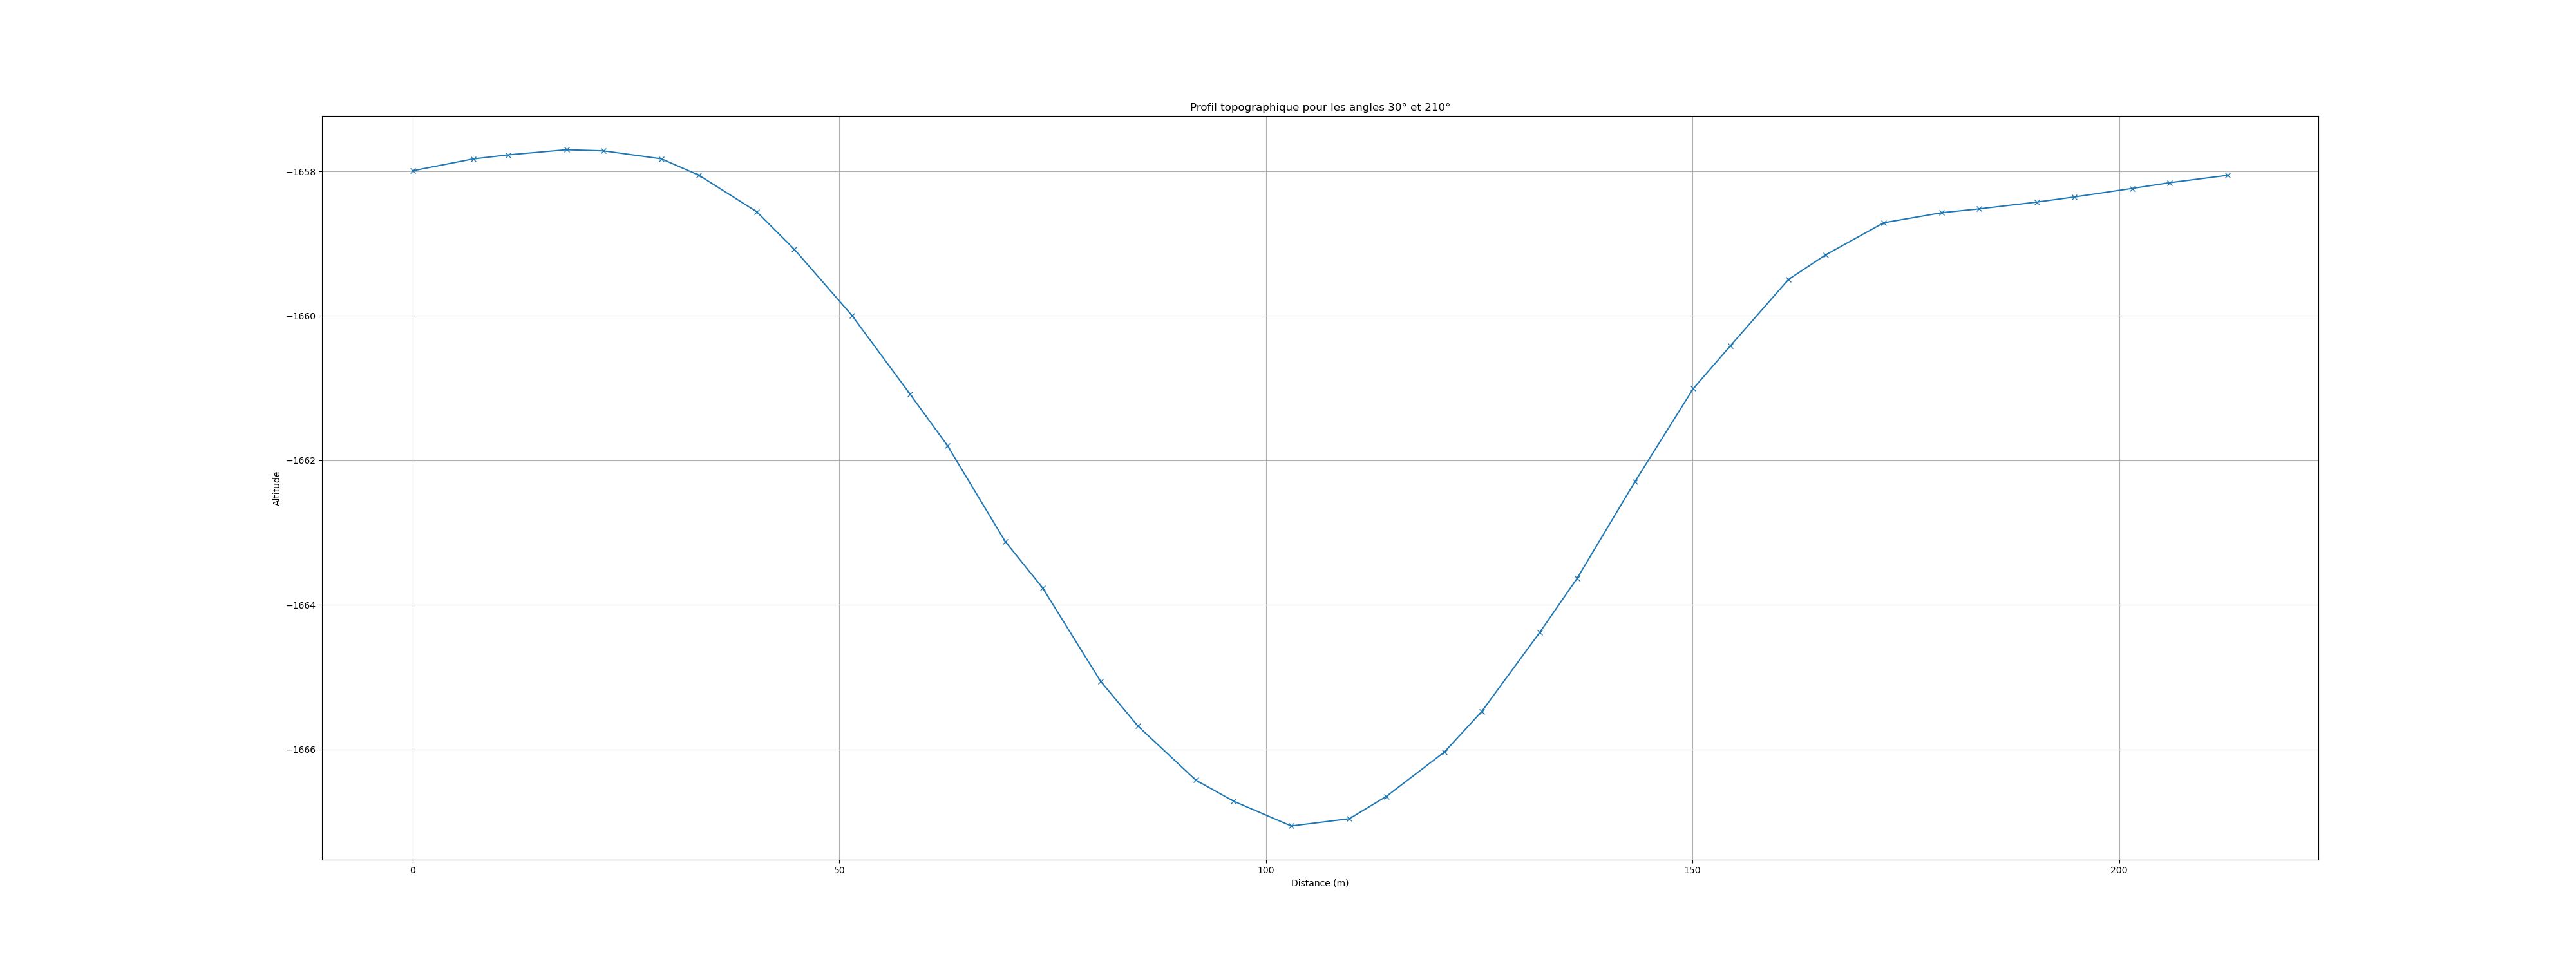 Profil topographique pour les angles 30° et 210°
−1658
−1660
−1662
−1664
−1666
Altitude
0 50 100 150 200
Distance (m)